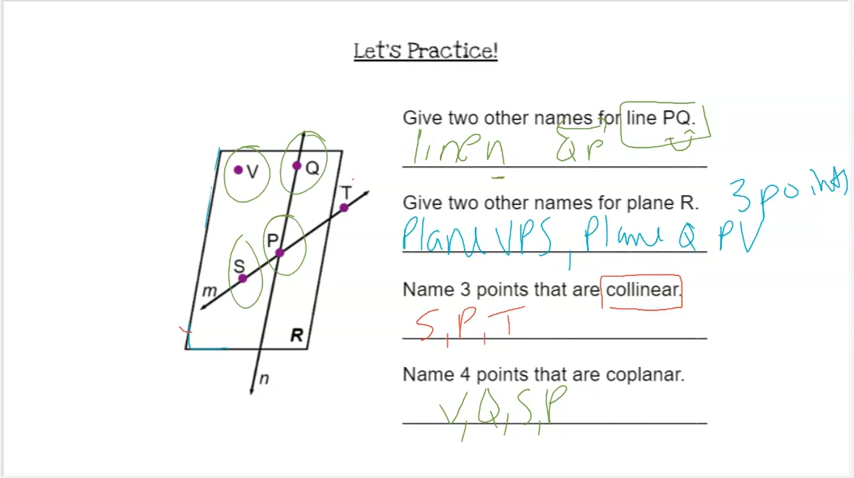 Let's Practice!
Give two other names for line PQ.
line n QP
Give two other names for plane R.
3 points
Plane VPS, Plane Q PV
Name 3 points that are collinear.
S, P, T
Name 4 points that are coplanar.
V, Q, S, P
V
Q
T
P
S
m
R
n